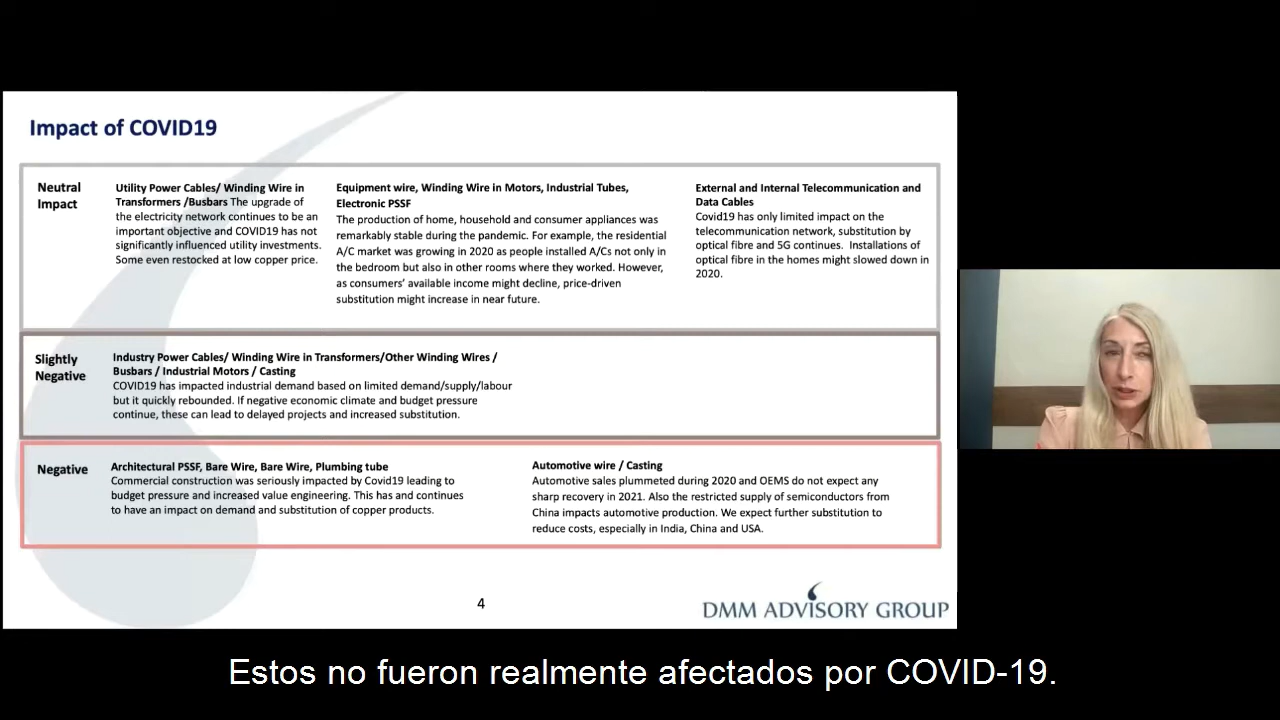 Impact of COVID19
Neutral
Impact
Utility Power Cables/ Winding Wire in
Transformers /Busbars The upgrade of
the electricity network continues to be an
important objective and COVID19 has not
significantly influenced utility investments.
Some even restocked at low copper price.
Equipment wire, Winding Wire in Motors, Industrial Tubes,
Electronic PSSF
The production of home, household and consumer appliances was
remarkably stable during the pandemic. For example, the residential
A/C market was growing in 2020 as people installed A/Cs not only in
the bedroom but also in other rooms where they worked. However,
as consumers’ available income might decline, price-driven
substitution might increase in near future.
External and Internal Telecommunication and
Data Cables
Covid19 has only limited impact on the
telecommunication network, substitution by
optical fibre and 5G continues. Installations of
optical fibre in the homes might slowed down in
2020.
Slightly
Negative
Industry Power Cables/ Winding Wire in Transformers/Other Winding Wires /
Busbars / Industrial Motors / Casting
COVID19 has impacted industrial demand based on limited demand/supply/labour
but it quickly rebounded. If negative economic climate and budget pressure
continue, these can lead to delayed projects and increased substitution.
Negative
Architectural PSSF, Bare Wire, Bare Wire, Plumbing tube
Commercial construction was seriously impacted by Covid19 leading to
budget pressure and increased value engineering. This has and continues
to have an impact on demand and substitution of copper products.
Automotive wire / Casting
Automotive sales plummeted during 2020 and OEMS do not expect any
sharp recovery in 2021. Also the restricted supply of semiconductors from
China impacts automotive production. We expect further substitution to
reduce costs, especially in India, China and USA.
4
DMM ADVISORY GROUP
Estos no fueron realmente afectados por COVID-19.